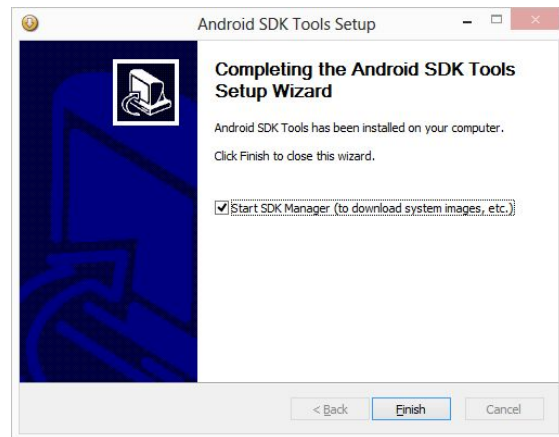 Android SDK Tools Setup
Completing the Android SDK Tools
Setup Wizard
Android SDK Tools has been installed on your computer.
Click Finish to close this wizard.
Start SDK Manager (to download system images, etc.)
< Back Finish Cancel